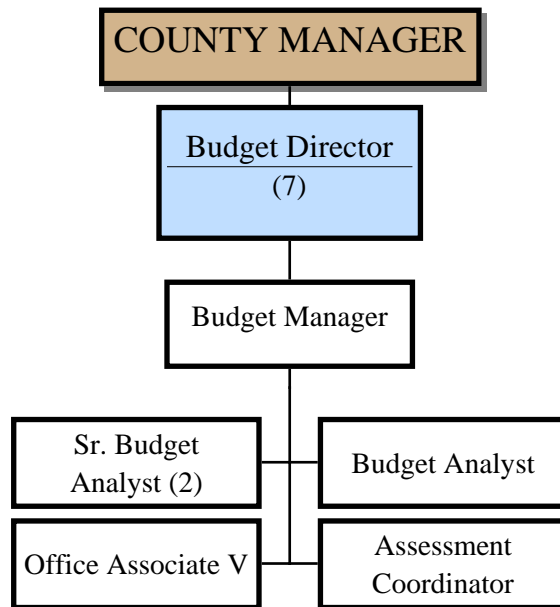 COUNTY MANAGER
Budget Director
(7)
Budget Manager
Sr. Budget
Analyst (2)
Budget Analyst
Office Associate V
Assessment
Coordinator